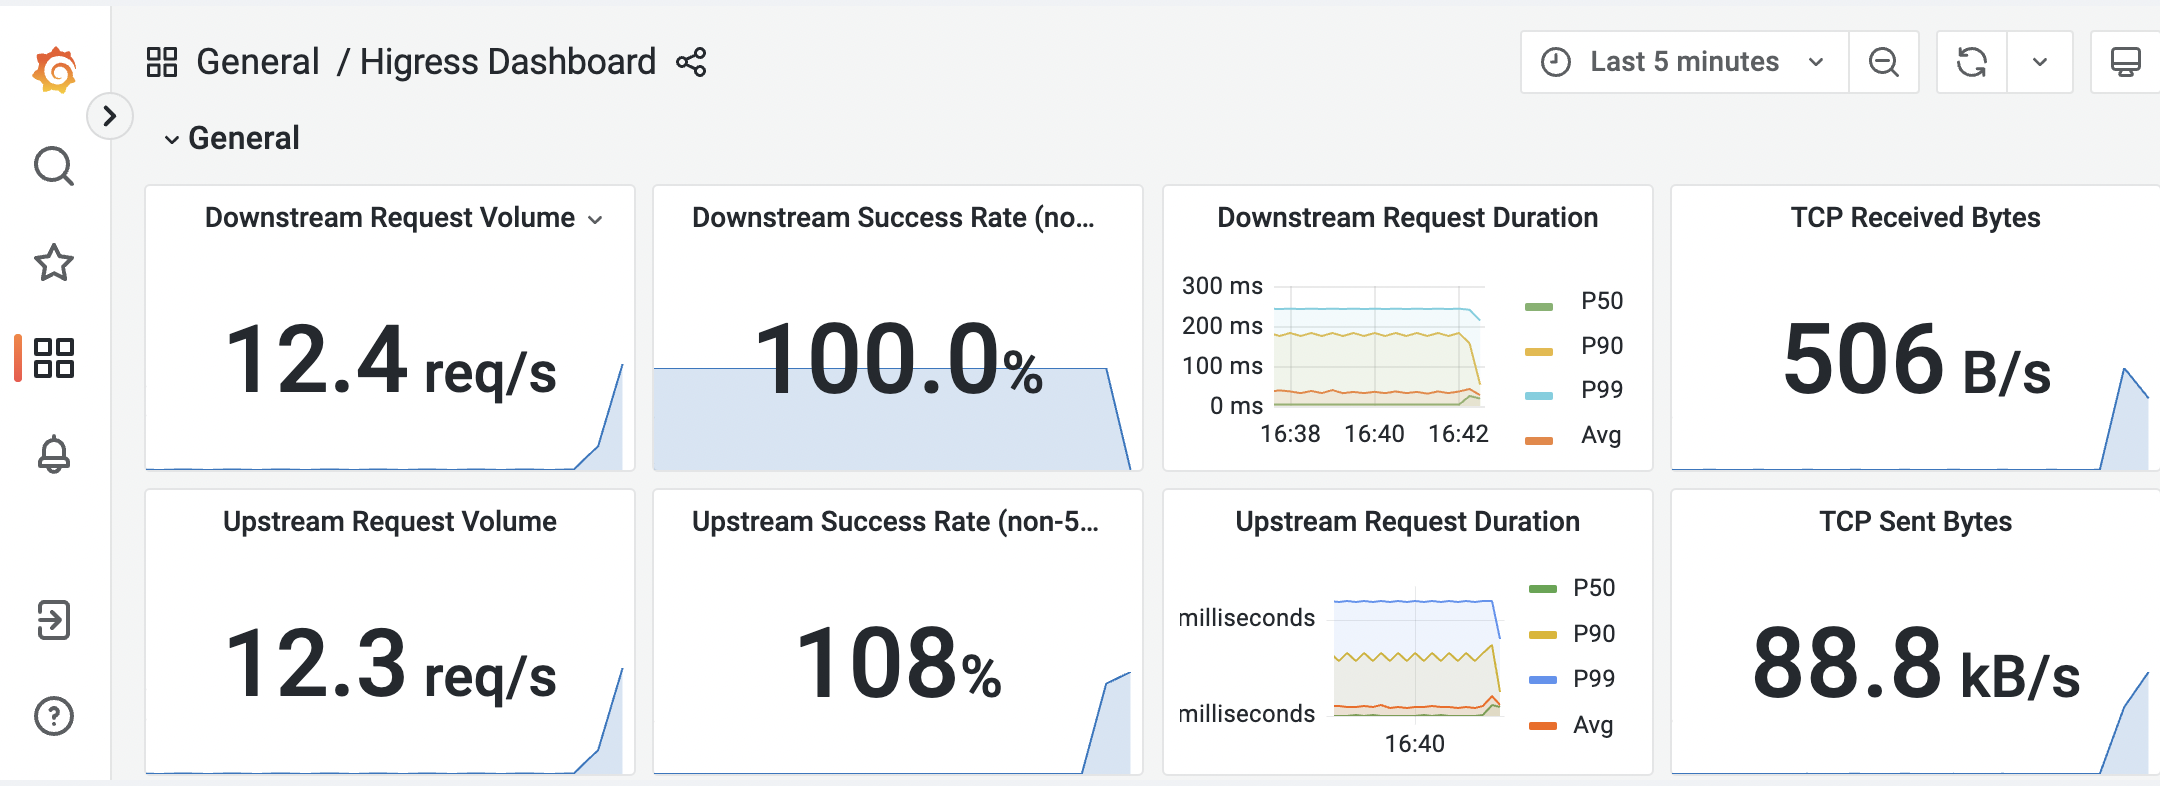 General / Higress Dashboard
Last 5 minutes
General
Downstream Request Volume
12.4 req/s
Downstream Success Rate (no...
100.0%
Downstream Request Duration
300 ms
200 ms
100 ms
0 ms
16:38 16:40 16:42
P50
P90
P99
Avg
TCP Received Bytes
506 B/s
Upstream Request Volume
12.3 req/s
Upstream Success Rate (non-5...
108%
Upstream Request Duration
milliseconds
milliseconds
16:40
P50
P90
P99
Avg
TCP Sent Bytes
88.8 kB/s